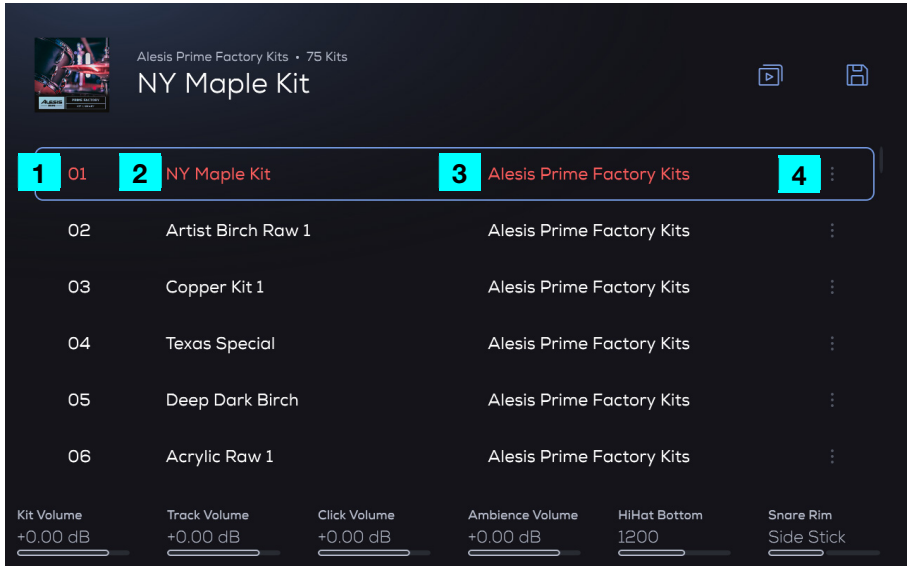 Alesis Prime Factory Kits • 75 Kits
NY Maple Kit
ALESIS
1 01 2 NY Maple Kit 3 Alesis Prime Factory Kits 4
02 Artist Birch Raw 1 Alesis Prime Factory Kits
03 Copper Kit 1 Alesis Prime Factory Kits
04 Texas Special Alesis Prime Factory Kits
05 Deep Dark Birch Alesis Prime Factory Kits
06 Acrylic Raw 1 Alesis Prime Factory Kits
Kit Volume Track Volume Click Volume Ambience Volume HiHat Bottom Snare Rim
+0.00 dB +0.00 dB +0.00 dB +0.00 dB 1200 Side Stick